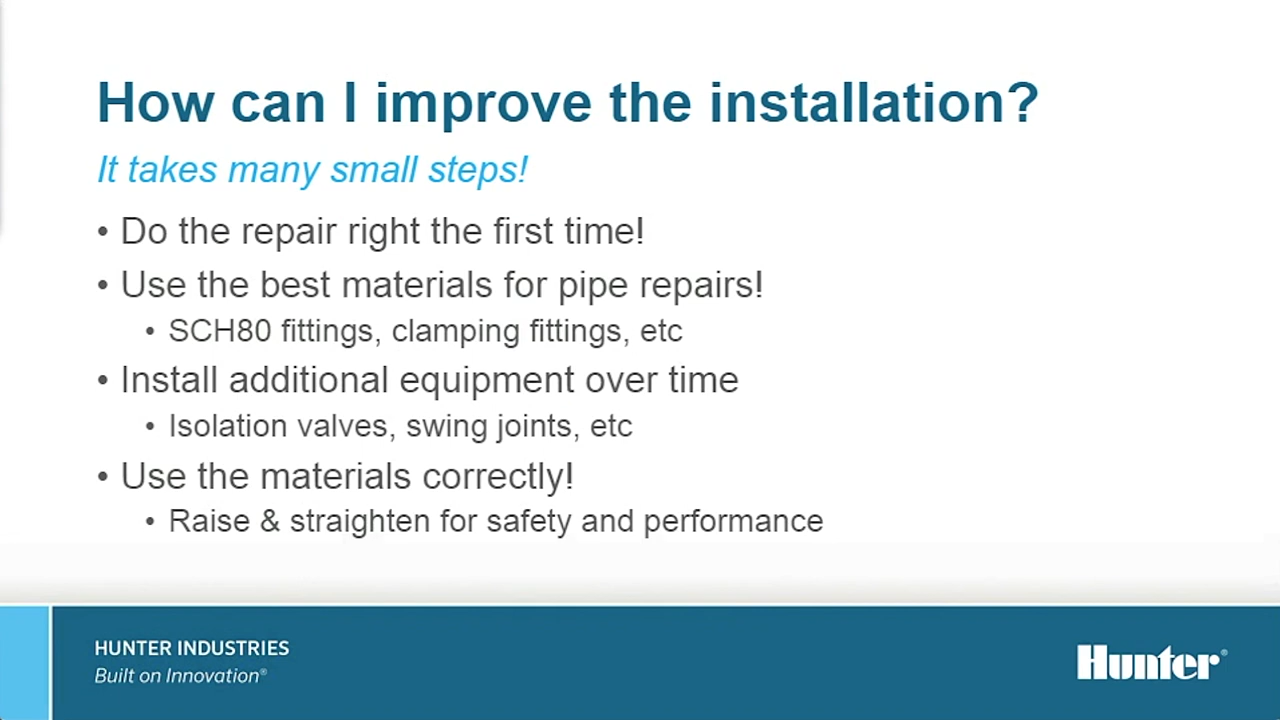 How can I improve the installation?
It takes many small steps!
• Do the repair right the first time!
• Use the best materials for pipe repairs!
• SCH80 fittings, clamping fittings, etc
• Install additional equipment over time
• Isolation valves, swing joints, etc
• Use the materials correctly!
• Raise & straighten for safety and performance
HUNTER INDUSTRIES
Built on Innovation®
Hunter®